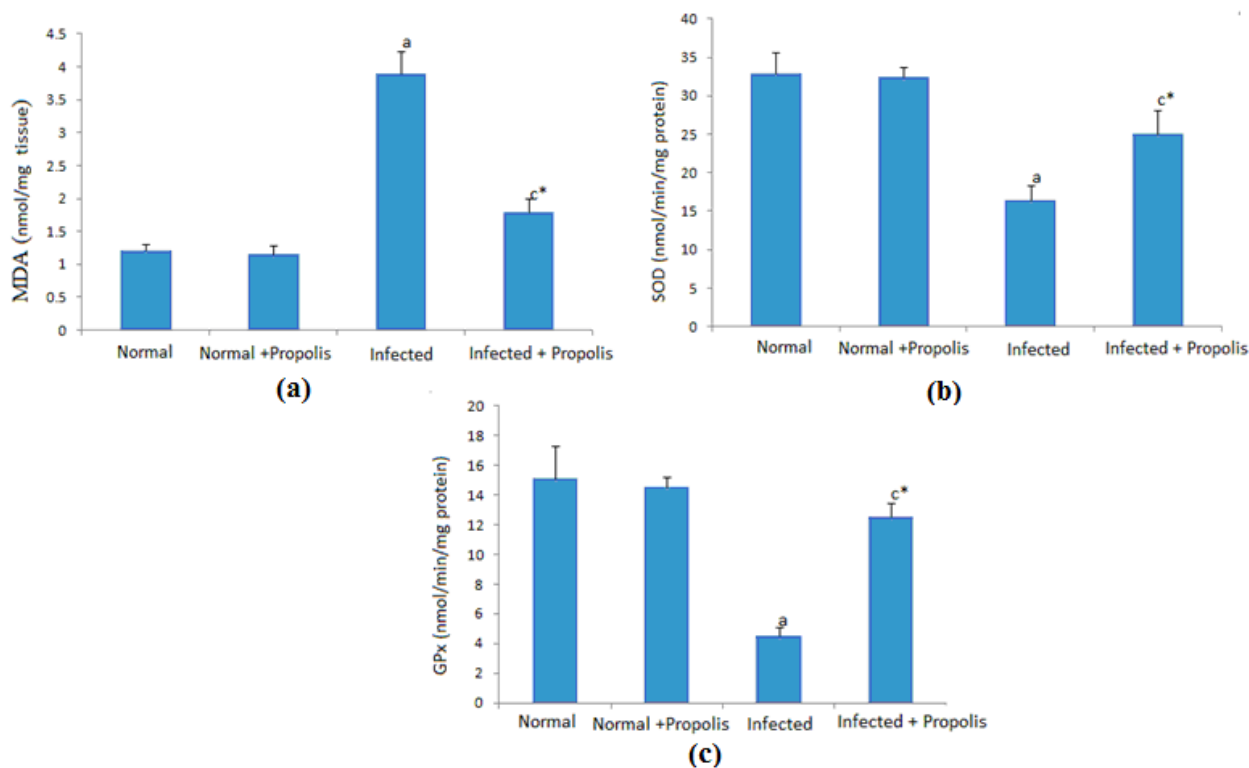 MDA (nmol/mg tissue)
4.5
4
3.5
3
2.5
2
1.5
1
0.5
0
a
c*
Normal
Normal +Propolis
Infected
Infected + Propolis
(a)
SOD (nmol/min/mg protein)
40
35
30
25
20
15
10
5
0
a
c*
Normal
Normal +Propolis
Infected
Infected + Propolis
(b)
GPx (nmol/min/mg protein)
20
18
16
14
12
10
8
6
4
2
0
a
c*
Normal
Normal +Propolis
Infected
Infected + Propolis
(c)